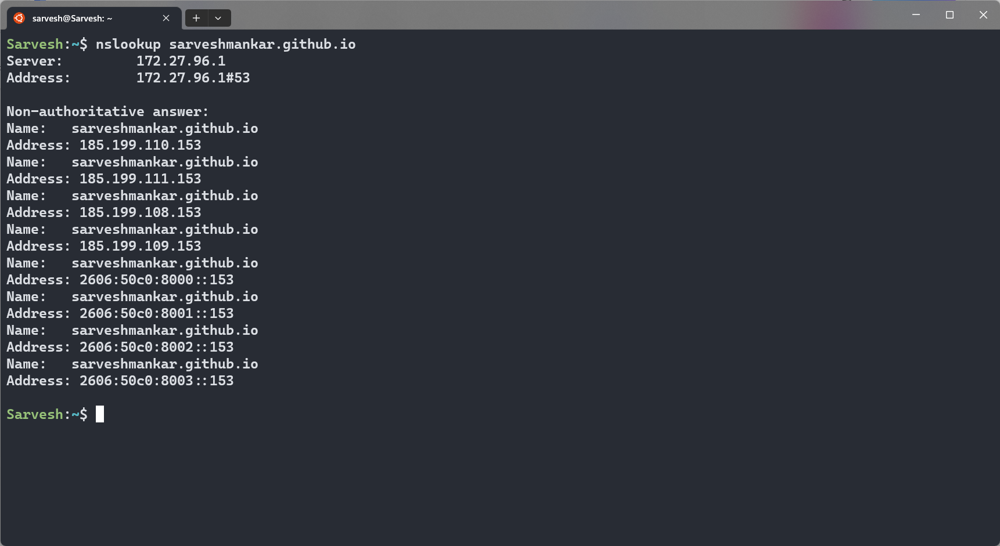 sarvesh@Sarvesh: ~
Sarvesh:~$ nslookup sarveshmankar.github.io
Server:         172.27.96.1
Address:        172.27.96.1#53

Non-authoritative answer:
Name:   sarveshmankar.github.io
Address: 185.199.110.153
Name:   sarveshmankar.github.io
Address: 185.199.111.153
Name:   sarveshmankar.github.io
Address: 185.199.108.153
Name:   sarveshmankar.github.io
Address: 185.199.109.153
Name:   sarveshmankar.github.io
Address: 2606:50c0:8000::153
Name:   sarveshmankar.github.io
Address: 2606:50c0:8001::153
Name:   sarveshmankar.github.io
Address: 2606:50c0:8002::153
Name:   sarveshmankar.github.io
Address: 2606:50c0:8003::153

Sarvesh:~$